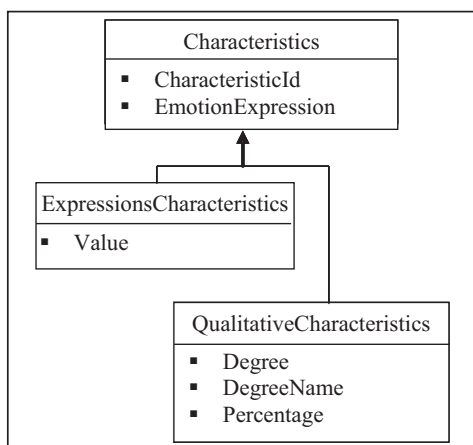 Characteristics
▪ CharacteristicId
▪ EmotionExpression
ExpressionsCharacteristics
▪ Value
QualitativeCharacteristics
▪ Degree
▪ DegreeName
▪ Percentage